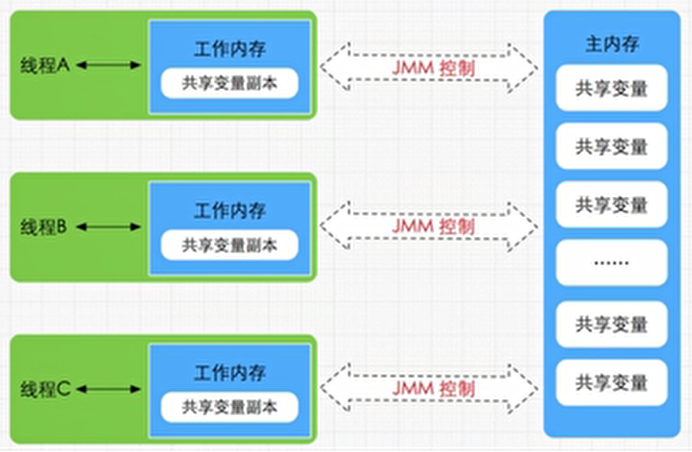 线程A
工作内存
共享变量副本
JMM 控制
线程B
工作内存
共享变量副本
JMM 控制
线程C
工作内存
共享变量副本
JMM 控制
主内存
共享变量
共享变量
共享变量
······
共享变量
共享变量